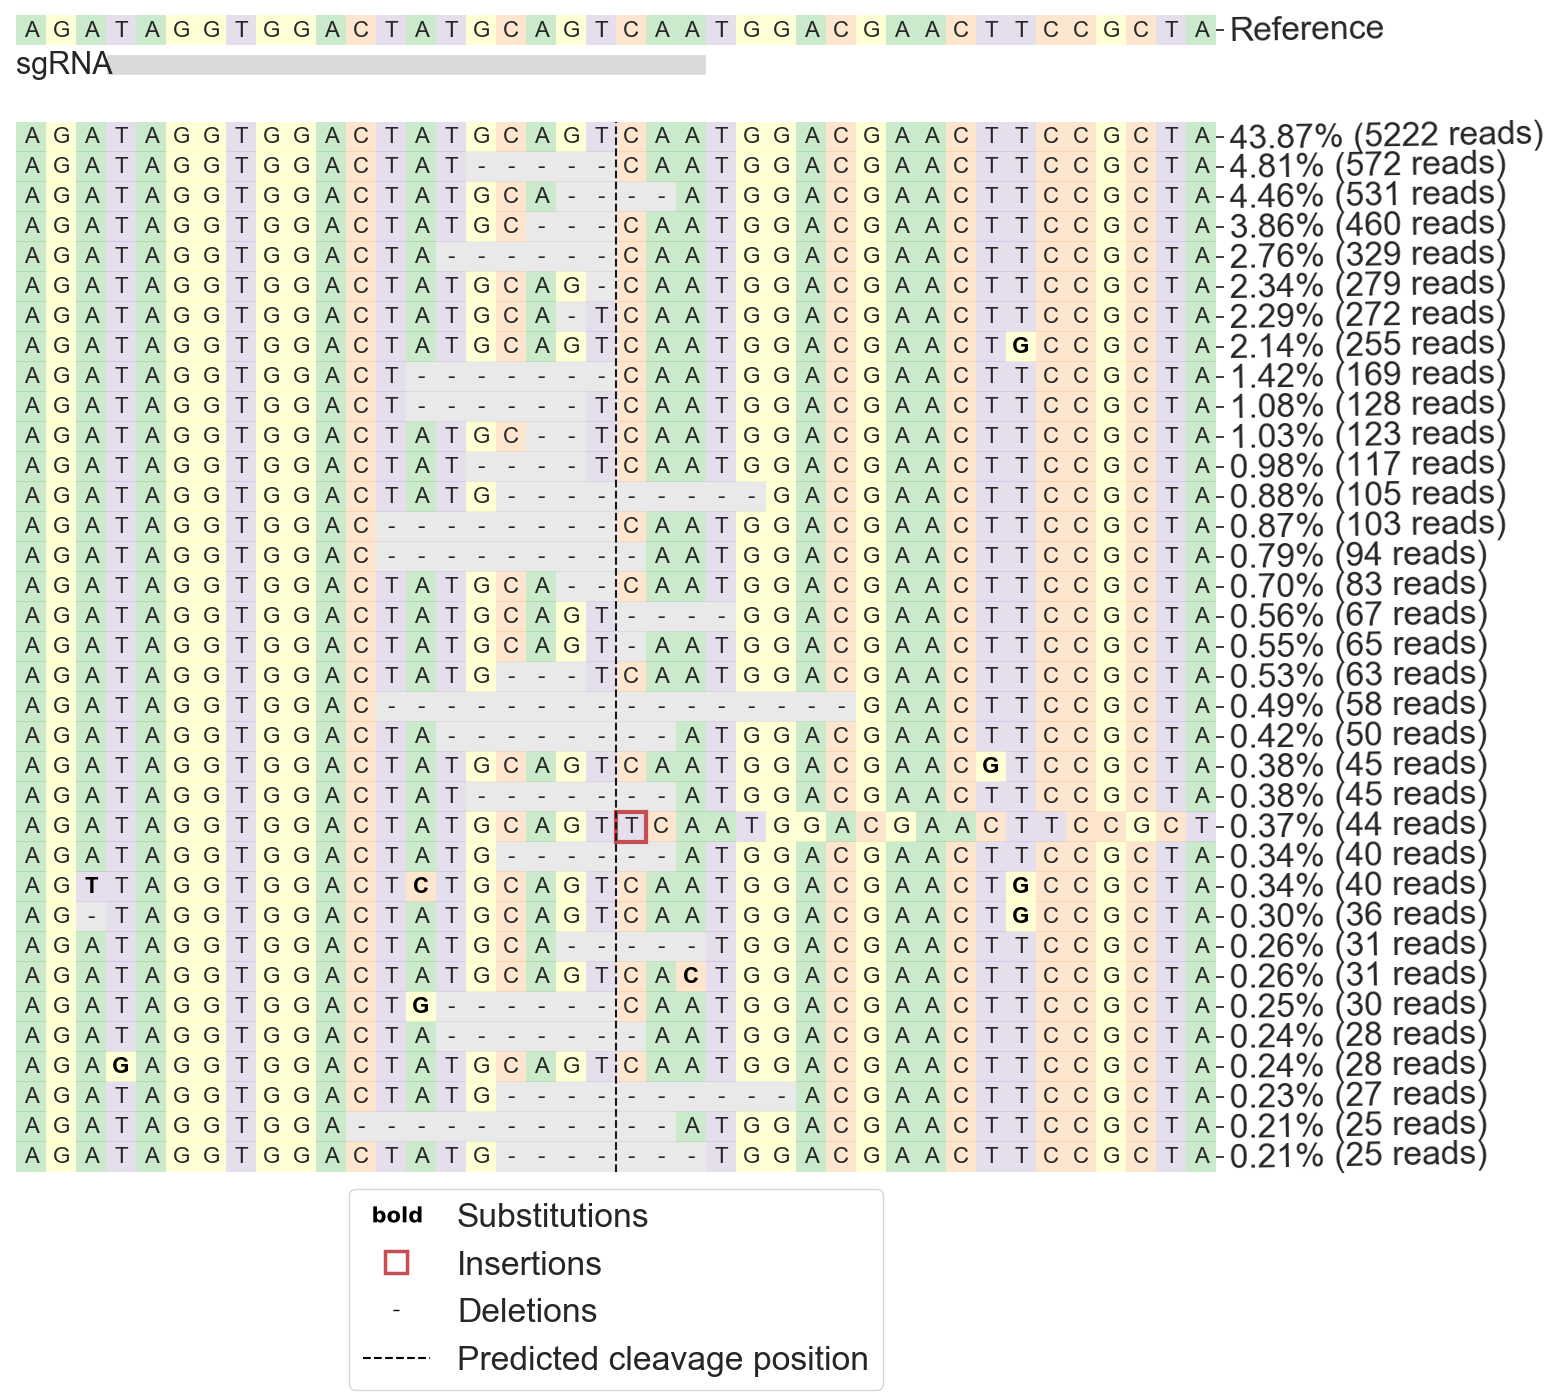 A G A T A G G T G G A C T A T G C A G T C A A T G G A C G A A C T T C C G C T A Reference
sgRNA
A G A T A G G T G G A C T A T G C A G T C A A T G G A C G A A C T T C C G C T A 43.87% (5222 reads)
A G A T A G G T G G A C T A T - - - - - C A A T G G A C G A A C T T C C G C T A 4.81% (572 reads)
A G A T A G G T G G A C T A T G C A - - - - A T G G A C G A A C T T C C G C T A 4.46% (531 reads)
A G A T A G G T G G A C T A T G C - - - C A A T G G A C G A A C T T C C G C T A 3.86% (460 reads)
A G A T A G G T G G A C T A - - - - - - C A A T G G A C G A A C T T C C G C T A 2.76% (329 reads)
A G A T A G G T G G A C T A T G C A G - C A A T G G A C G A A C T T C C G C T A 2.34% (279 reads)
A G A T A G G T G G A C T A T G C A - T C A A T G G A C G A A C T T C C G C T A 2.29% (272 reads)
A G A T A G G T G G A C T A T G C A G T C A A T G G A C G A A C T G C C G C T A 2.14% (255 reads)
A G A T A G G T G G A C T - - - - - - - C A A T G G A C G A A C T T C C G C T A 1.42% (169 reads)
A G A T A G G T G G A C T - - - - - - T C A A T G G A C G A A C T T C C G C T A 1.08% (128 reads)
A G A T A G G T G G A C T A T G C - - T C A A T G G A C G A A C T T C C G C T A 1.03% (123 reads)
A G A T A G G T G G A C T A T - - - - T C A A T G G A C G A A C T T C C G C T A 0.98% (117 reads)
A G A T A G G T G G A C T A T G - - - - - - - - - G A C G A A C T T C C G C T A 0.88% (105 reads)
A G A T A G G T G G A C - - - - - - - - C A A T G G A C G A A C T T C C G C T A 0.87% (103 reads)
A G A T A G G T G G A C - - - - - - - - - A A T G G A C G A A C T T C C G C T A 0.79% (94 reads)
A G A T A G G T G G A C T A T G C A - - C A A T G G A C G A A C T T C C G C T A 0.70% (83 reads)
A G A T A G G T G G A C T A T G C A G T - - - - G G A C G A A C T T C C G C T A 0.56% (67 reads)
A G A T A G G T G G A C T A T G C A G T - A A T G G A C G A A C T T C C G C T A 0.55% (65 reads)
A G A T A G G T G G A C T A T G - - - T C A A T G G A C G A A C T T C C G C T A 0.53% (63 reads)
A G A T A G G T G G A C - - - - - - - - - - - - - - - - G A A C T T C C G C T A 0.49% (58 reads)
A G A T A G G T G G A C T A - - - - - - - - A T G G A C G A A C T T C C G C T A 0.42% (50 reads)
A G A T A G G T G G A C T A T G C A G T C A A T G G A C G A A C G T C C G C T A 0.38% (45 reads)
A G A T A G G T G G A C T A T - - - - - - - A T G G A C G A A C T T C C G C T A 0.38% (45 reads)
A G A T A G G T G G A C T A T G C A G T T C A A T G G A C G A A C T T C C G C T 0.37% (44 reads)
A G A T A G G T G G A C T A T G - - - - - - A T G G A C G A A C T T C C G C T A 0.34% (40 reads)
A G T T A G G T G G A C T C T G C A G T C A A T G G A C G A A C T G C C G C T A 0.34% (40 reads)
A G - T A G G T G G A C T A T G C A G T C A A T G G A C G A A C T G C C G C T A 0.30% (36 reads)
A G A T A G G T G G A C T A T G C A - - - - - T G G A C G A A C T T C C G C T A 0.26% (31 reads)
A G A T A G G T G G A C T A T G C A G T C A C T G G A C G A A C T T C C G C T A 0.26% (31 reads)
A G A T A G G T G G A C T G - - - - - - C A A T G G A C G A A C T T C C G C T A 0.25% (30 reads)
A G A T A G G T G G A C T A - - - - - - - A A T G G A C G A A C T T C C G C T A 0.24% (28 reads)
A G A G A G G T G G A C T A T G C A G T C A A T G G A C G A A C T T C C G C T A 0.24% (28 reads)
A G A T A G G T G G A C T A T G - - - - - - - - - - A C G A A C T T C C G C T A 0.23% (27 reads)
A G A T A G G T G G A - - - - - - - - - - - A T G G A C G A A C T T C C G C T A 0.21% (25 reads)
A G A T A G G T G G A C T A T G - - - - - - - T G G A C G A A C T T C C G C T A 0.21% (25 reads)
bold Substitutions
Insertions
- Deletions
Predicted cleavage position